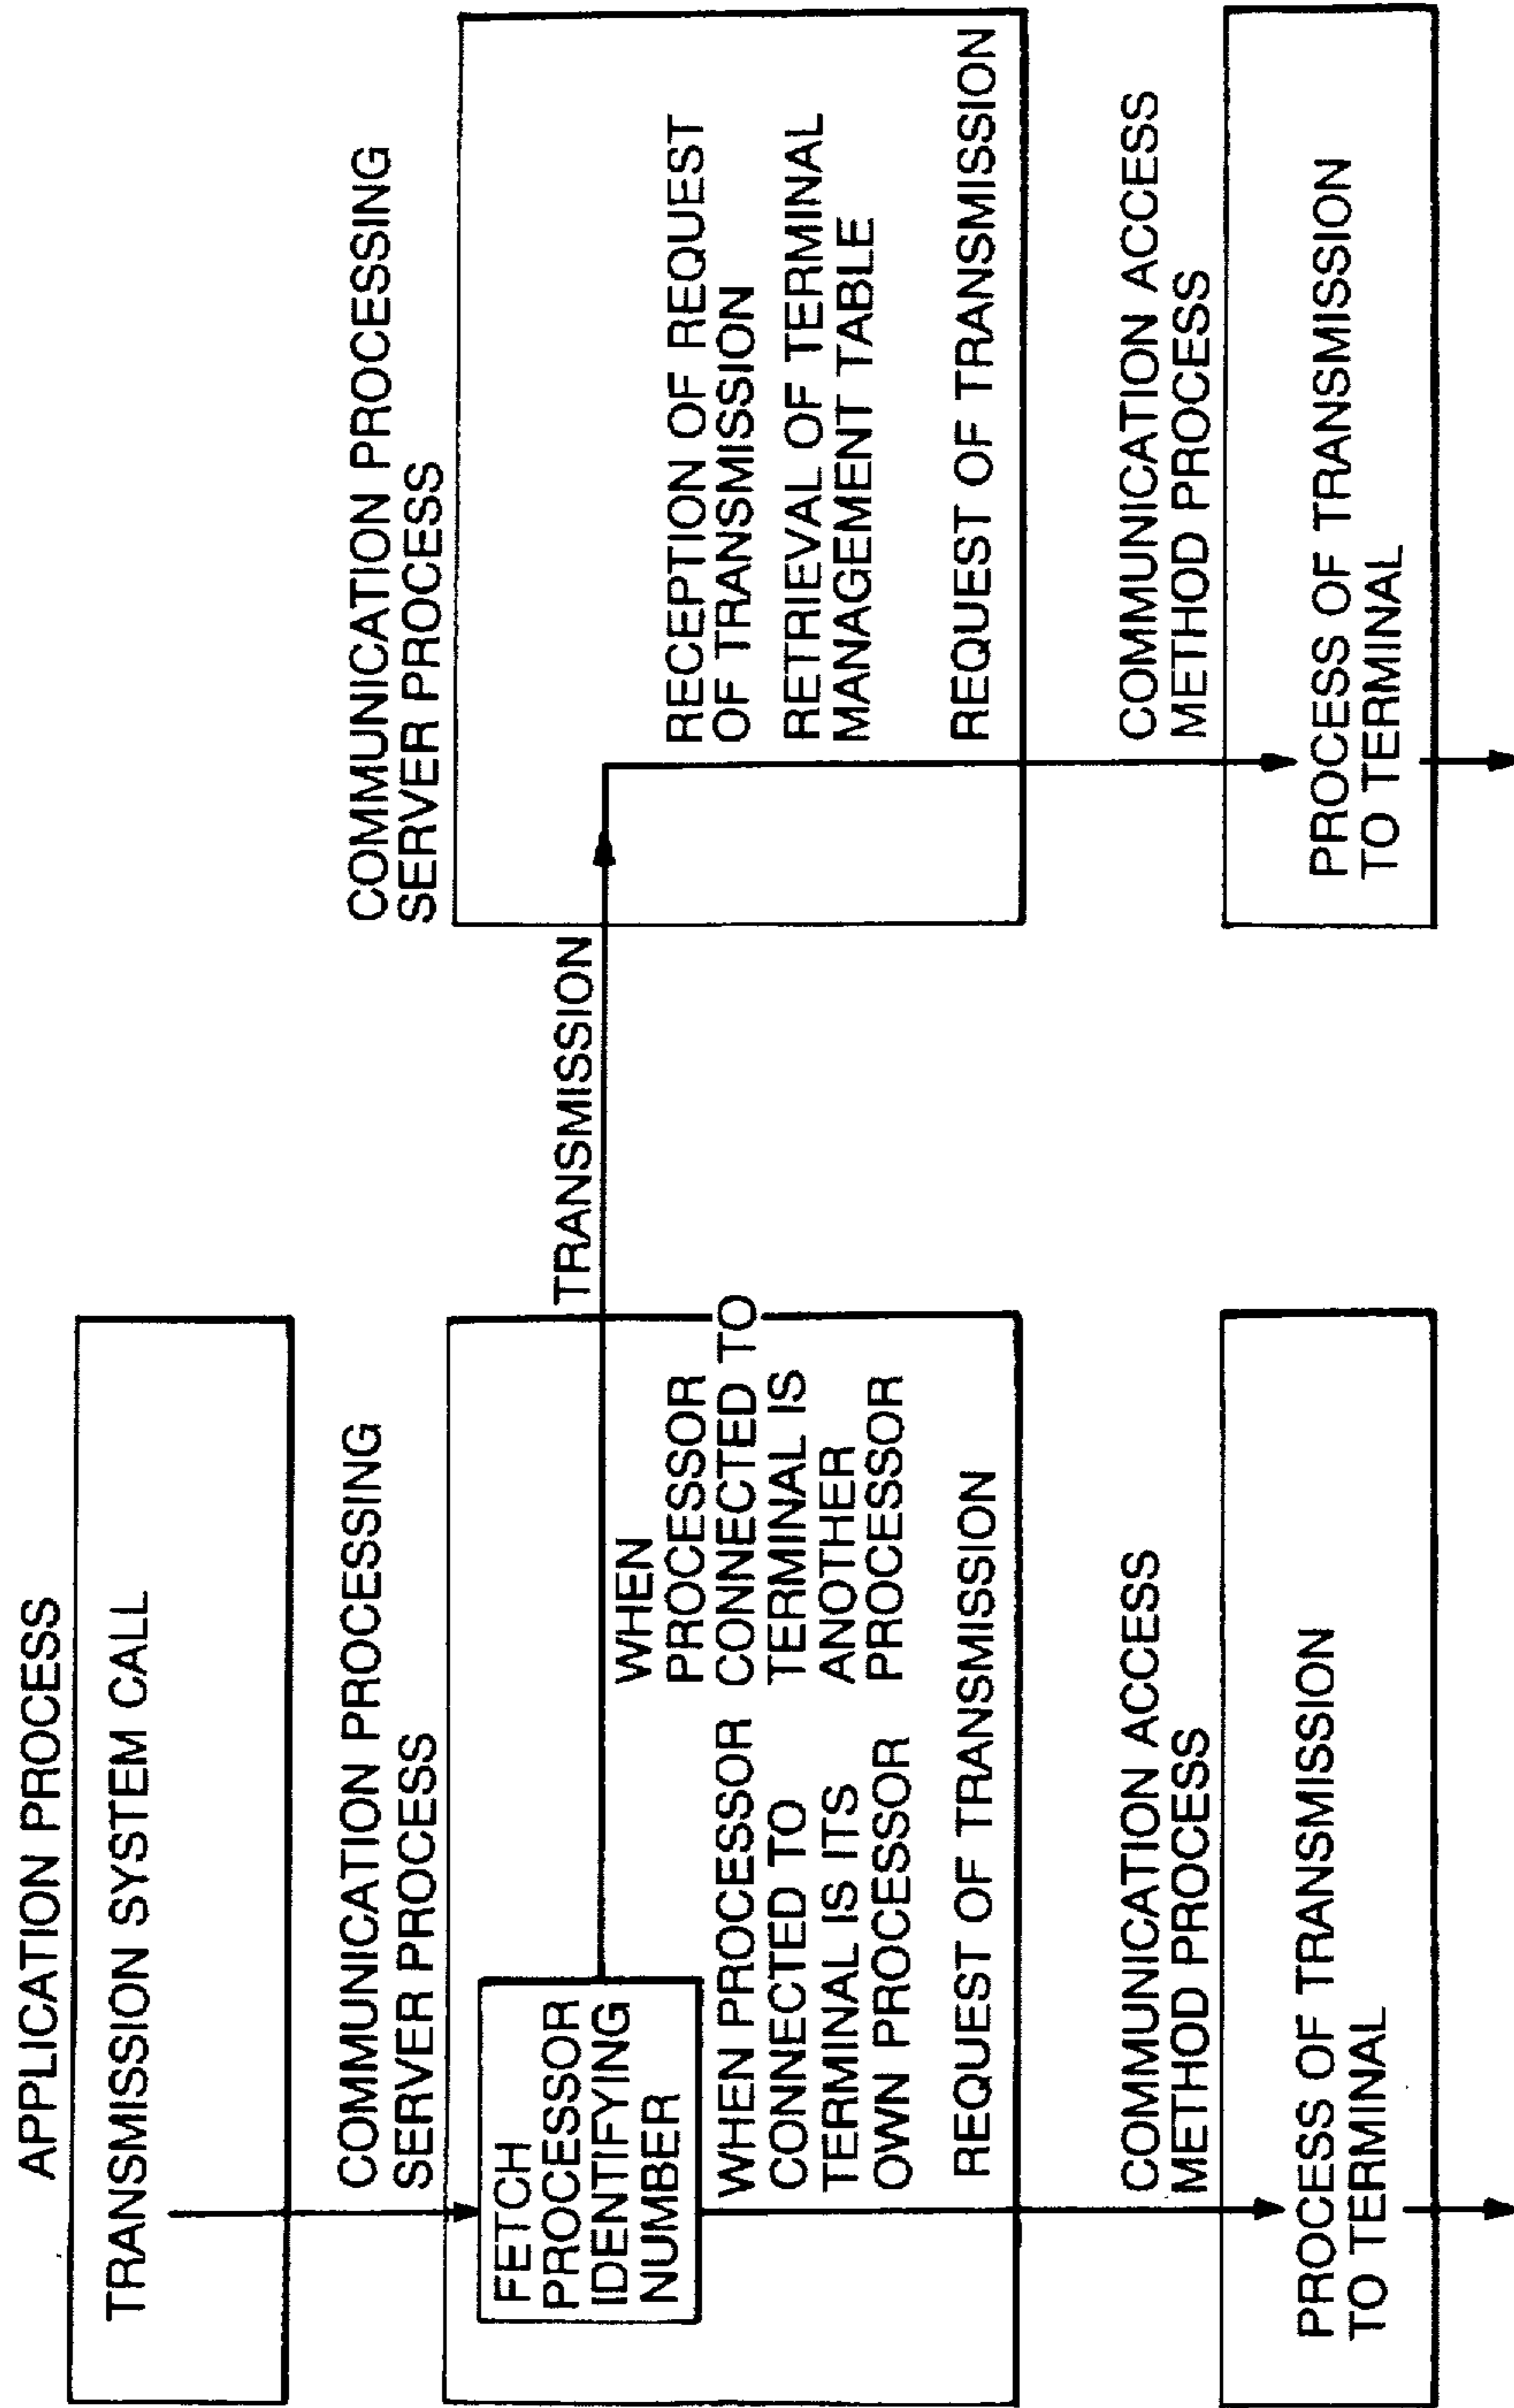 APPLICATION PROCESS
TRANSMISSION SYSTEM CALL
COMMUNICATION PROCESSING
SERVER PROCESS
FETCH
PROCESSOR
IDENTIFYING
NUMBER
WHEN PROCESSOR
CONNECTED TO
TERMINAL IS ITS
OWN PROCESSOR
WHEN
PROCESSOR
CONNECTED TO
TERMINAL IS
ANOTHER
PROCESSOR
REQUEST OF TRANSMISSION
COMMUNICATION ACCESS
METHOD PROCESS
PROCESS OF TRANSMISSION
TO TERMINAL
TRANSMISSION
COMMUNICATION PROCESSING
SERVER PROCESS
RECEPTION OF REQUEST
OF TRANSMISSION
RETRIEVAL OF TERMINAL
MANAGEMENT TABLE
REQUEST OF TRANSMISSION
COMMUNICATION ACCESS
METHOD PROCESS
PROCESS OF TRANSMISSION
TO TERMINAL